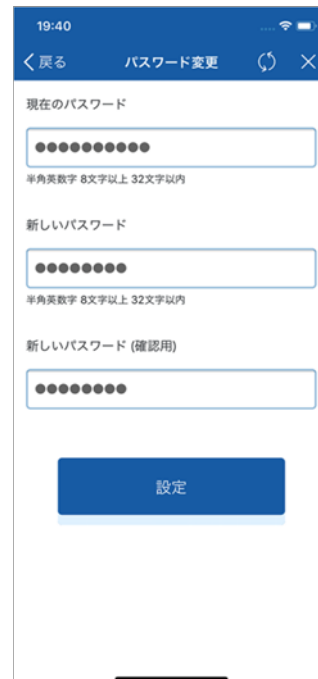 19:40
戻る パスワード変更
現在のパスワード
●●●●●●●●●●
半角英数字 8文字以上 32文字以内
新しいパスワード
●●●●●●●●
半角英数字 8文字以上 32文字以内
新しいパスワード (確認用)
●●●●●●●●
設定